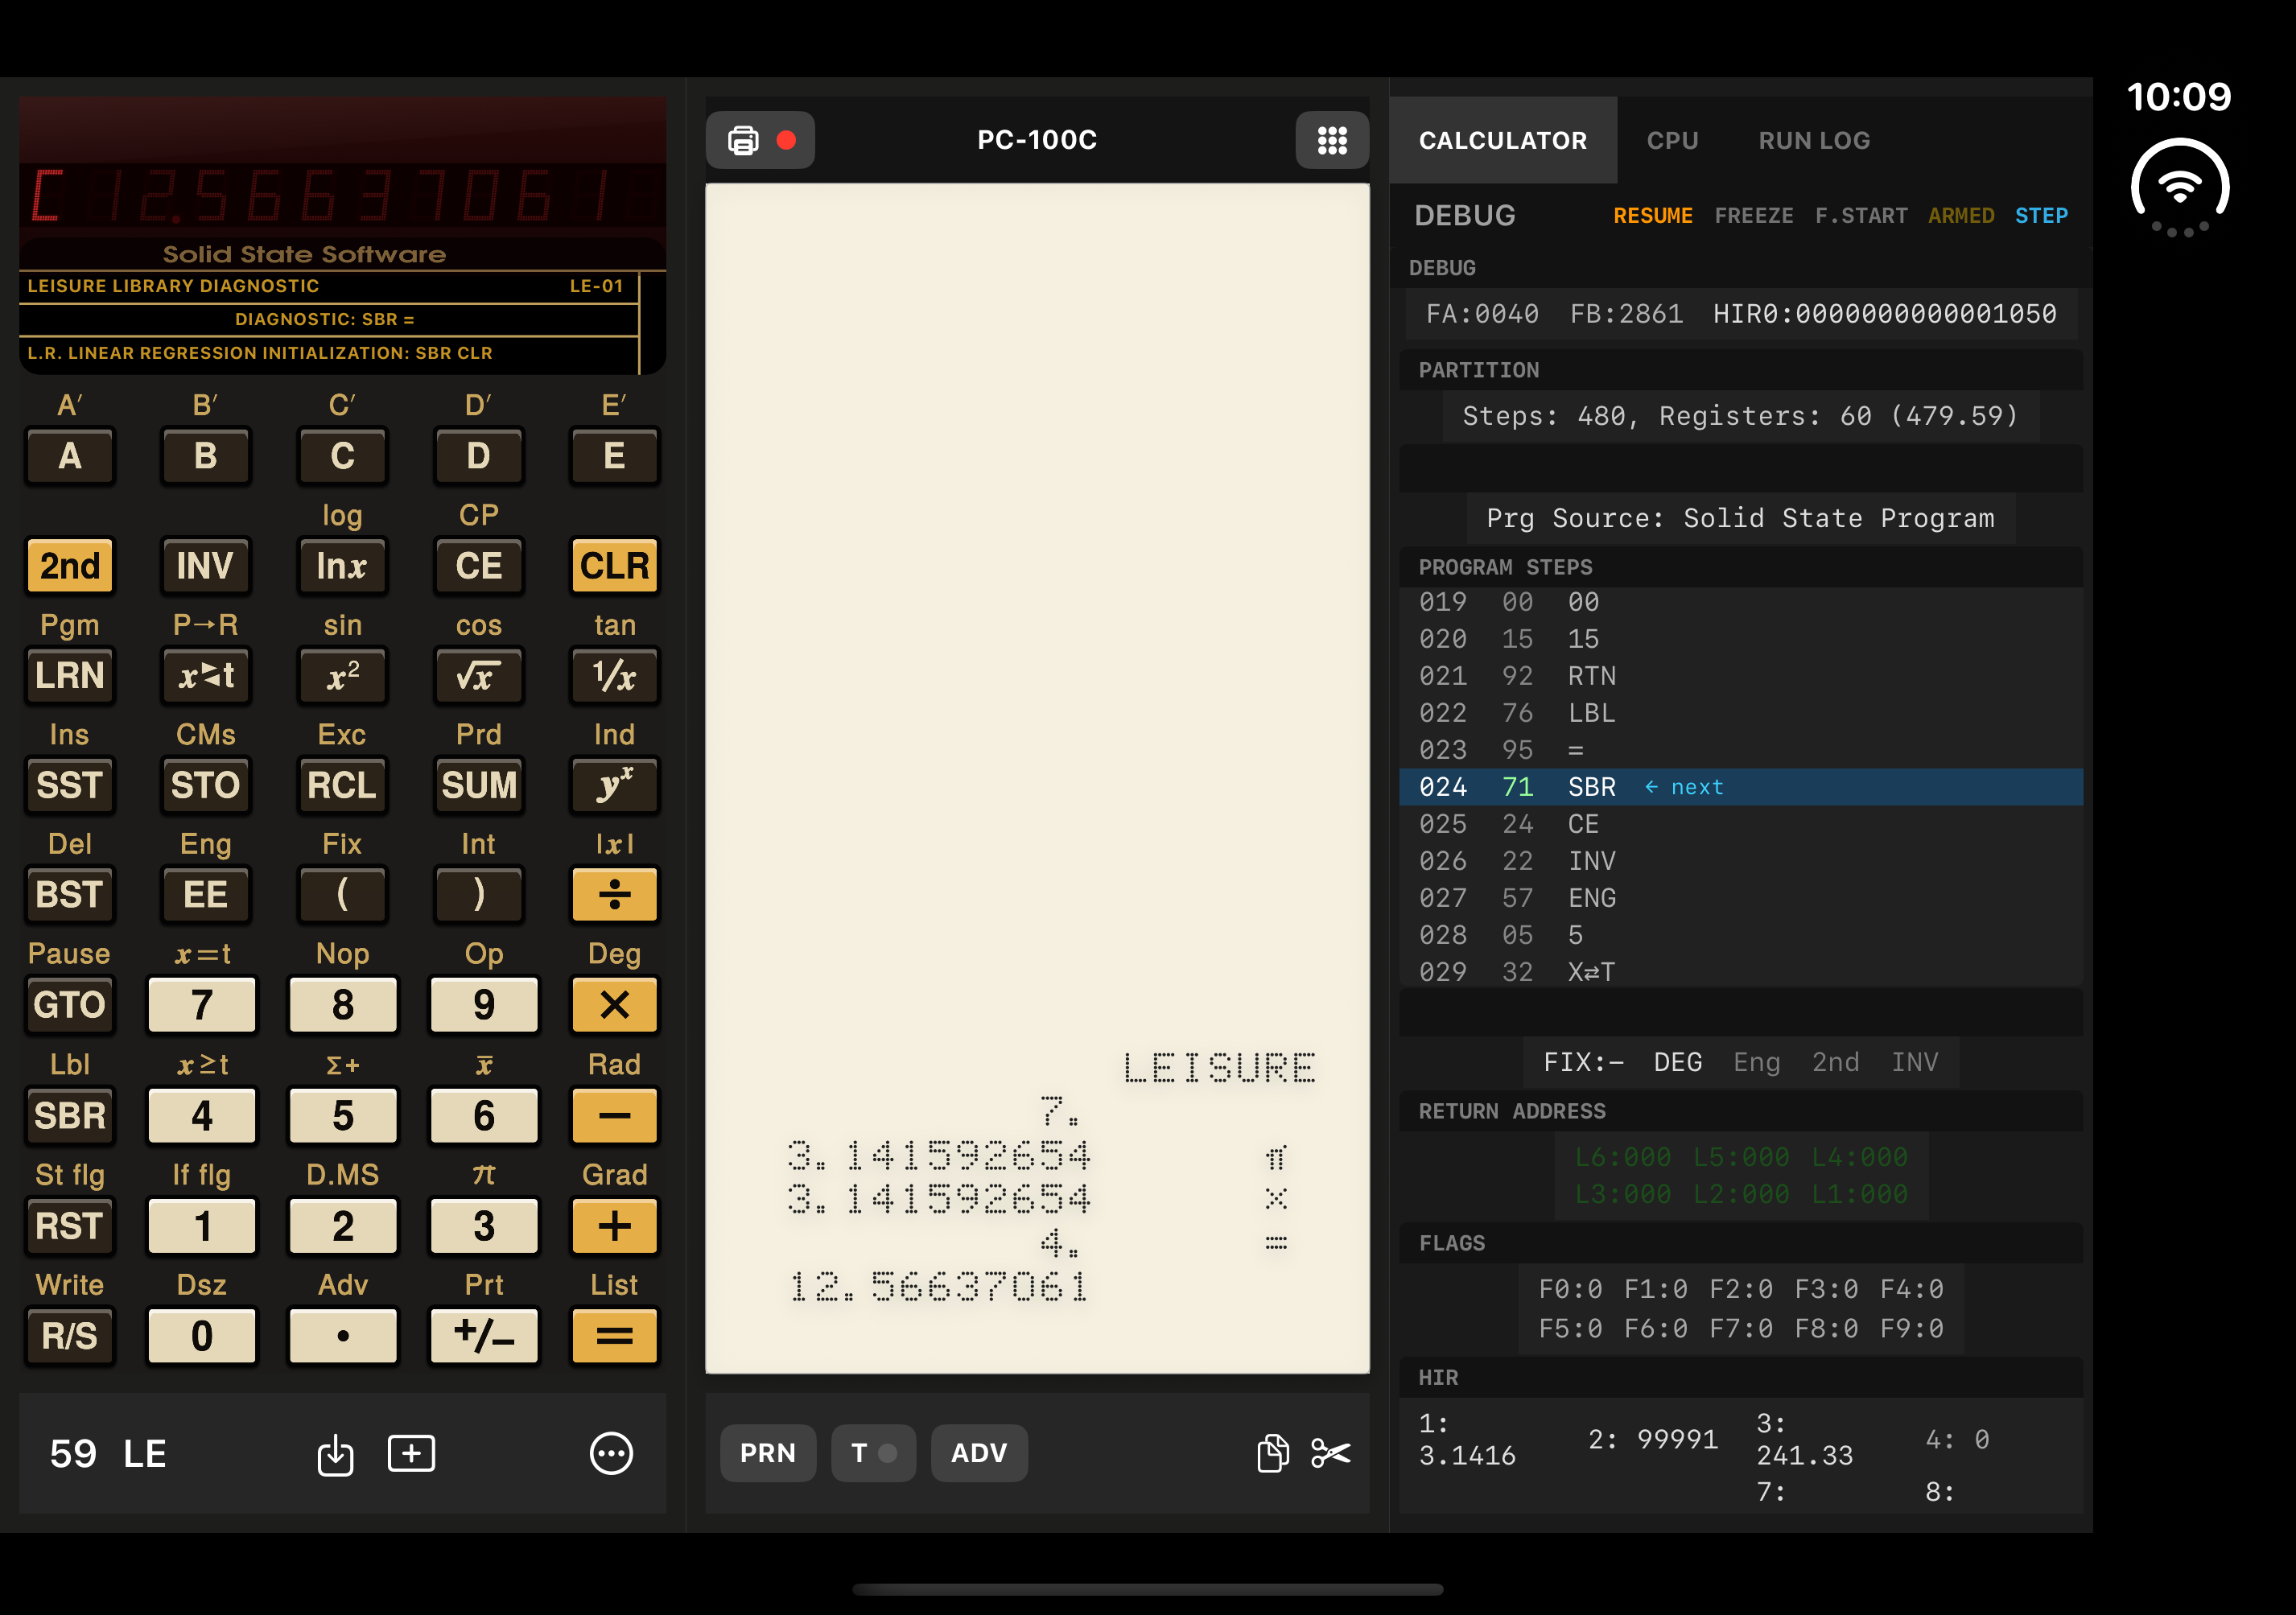 10:09
C 12.56637061
Solid State Software
LEISURE LIBRARY DIAGNOSTIC LE-01
DIAGNOSTIC: SBR =
L.R. LINEAR REGRESSION INITIALIZATION: SBR CLR
A′ B′ C′ D′ E′
A B C D E
log CP
2nd INV lnx CE CLR
Pgm P→R sin cos tan
LRN x⇄t x² √x 1/x
Ins CMs Exc Prd Ind
SST STO RCL SUM yˣ
Del Eng Fix Int |x|
BST EE ( ) ÷
Pause x=t Nop Op Deg
GTO 7 8 9 ×
Lbl x≥t Σ+ x̅ Rad
SBR 4 5 6 −
St flg If flg D.MS π Grad
RST 1 2 3 +
Write Dsz Adv Prt List
R/S 0 . +/− =
59 LE
PC-100C
LEISURE
7.
3.141592654 π
3.141592654 ×
4. =
12.56637061
PRN T ADV
CALCULATOR CPU RUN LOG
DEBUG RESUME FREEZE F.START ARMED STEP
DEBUG
FA:0040 FB:2861 HIR0:0000000000001050
PARTITION
Steps: 480, Registers: 60 (479.59)
Prg Source: Solid State Program
PROGRAM STEPS
019 00 00
020 15 15
021 92 RTN
022 76 LBL
023 95 =
024 71 SBR ← next
025 24 CE
026 22 INV
027 57 ENG
028 05 5
029 32 X⇄T
FIX:– DEG Eng 2nd INV
RETURN ADDRESS
L6:000 L5:000 L4:000
L3:000 L2:000 L1:000
FLAGS
F0:0 F1:0 F2:0 F3:0 F4:0
F5:0 F6:0 F7:0 F8:0 F9:0
HIR
1: 3.1416 2: 99991 3: 241.33 4: 0
7: 8: